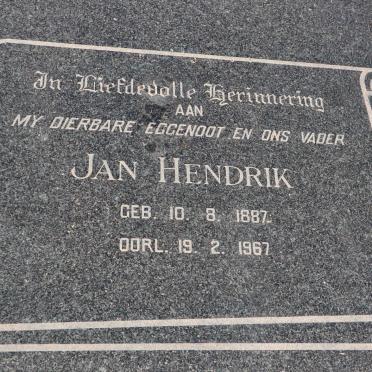 In Liefdevolle Herinnering
AAN
MY DIERBARE EGGENOOT EN ONS VADER
JAN HENDRIK
GEB. 10. 8. 1887.
OORL. 19. 2. 1967